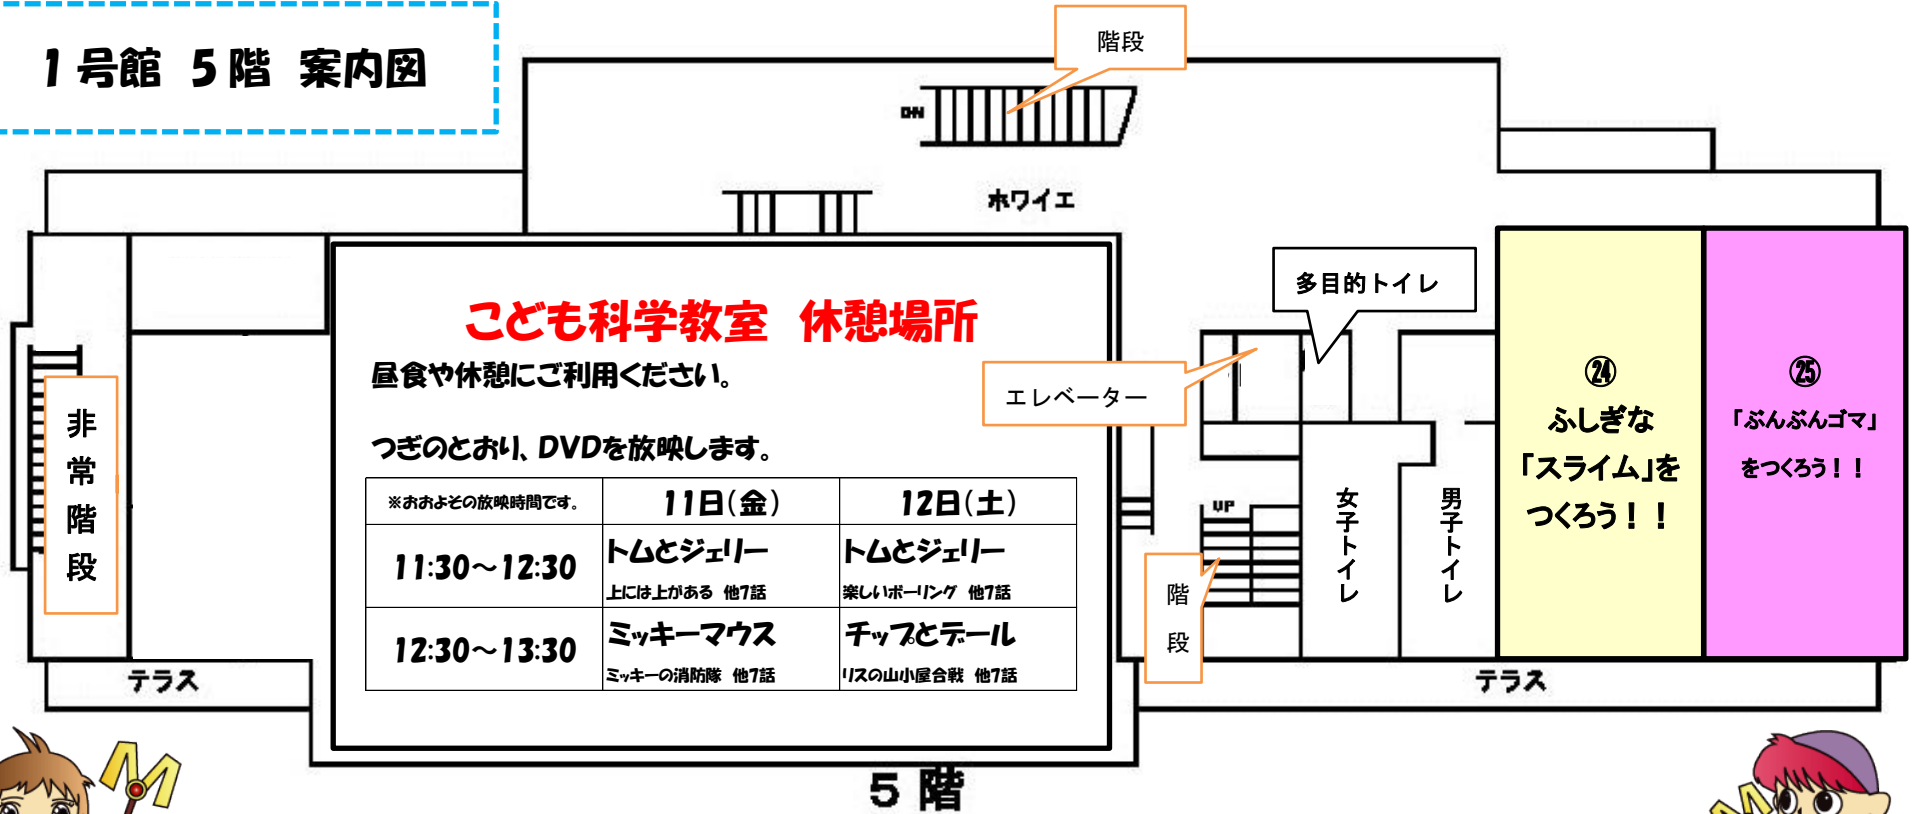 1号館 5階 案内図
階段
DN
ホワイエ
多目的トイレ
エレベーター
こども科学教室 休憩場所
昼食や休憩にご利用ください。
つぎのとおり、DVDを放映します。
※おおよその放映時間です。 11日(金) 12日(土)
11:30～12:30 トムとジェリー トムとジェリー
上には上がある 他7話 楽しいボーリング 他7話
12:30～13:30 ミッキーマウス チップとデール
ミッキーの消防隊 他7話 リスの山小屋合戦 他7話
非常階段
UP
階段
女子トイレ
男子トイレ
㉔
ふしぎな
「スライム」を
つくろう！！
㉕
「ぶんぶんゴマ」
をつくろう！！
テラス
テラス
5階
M
M